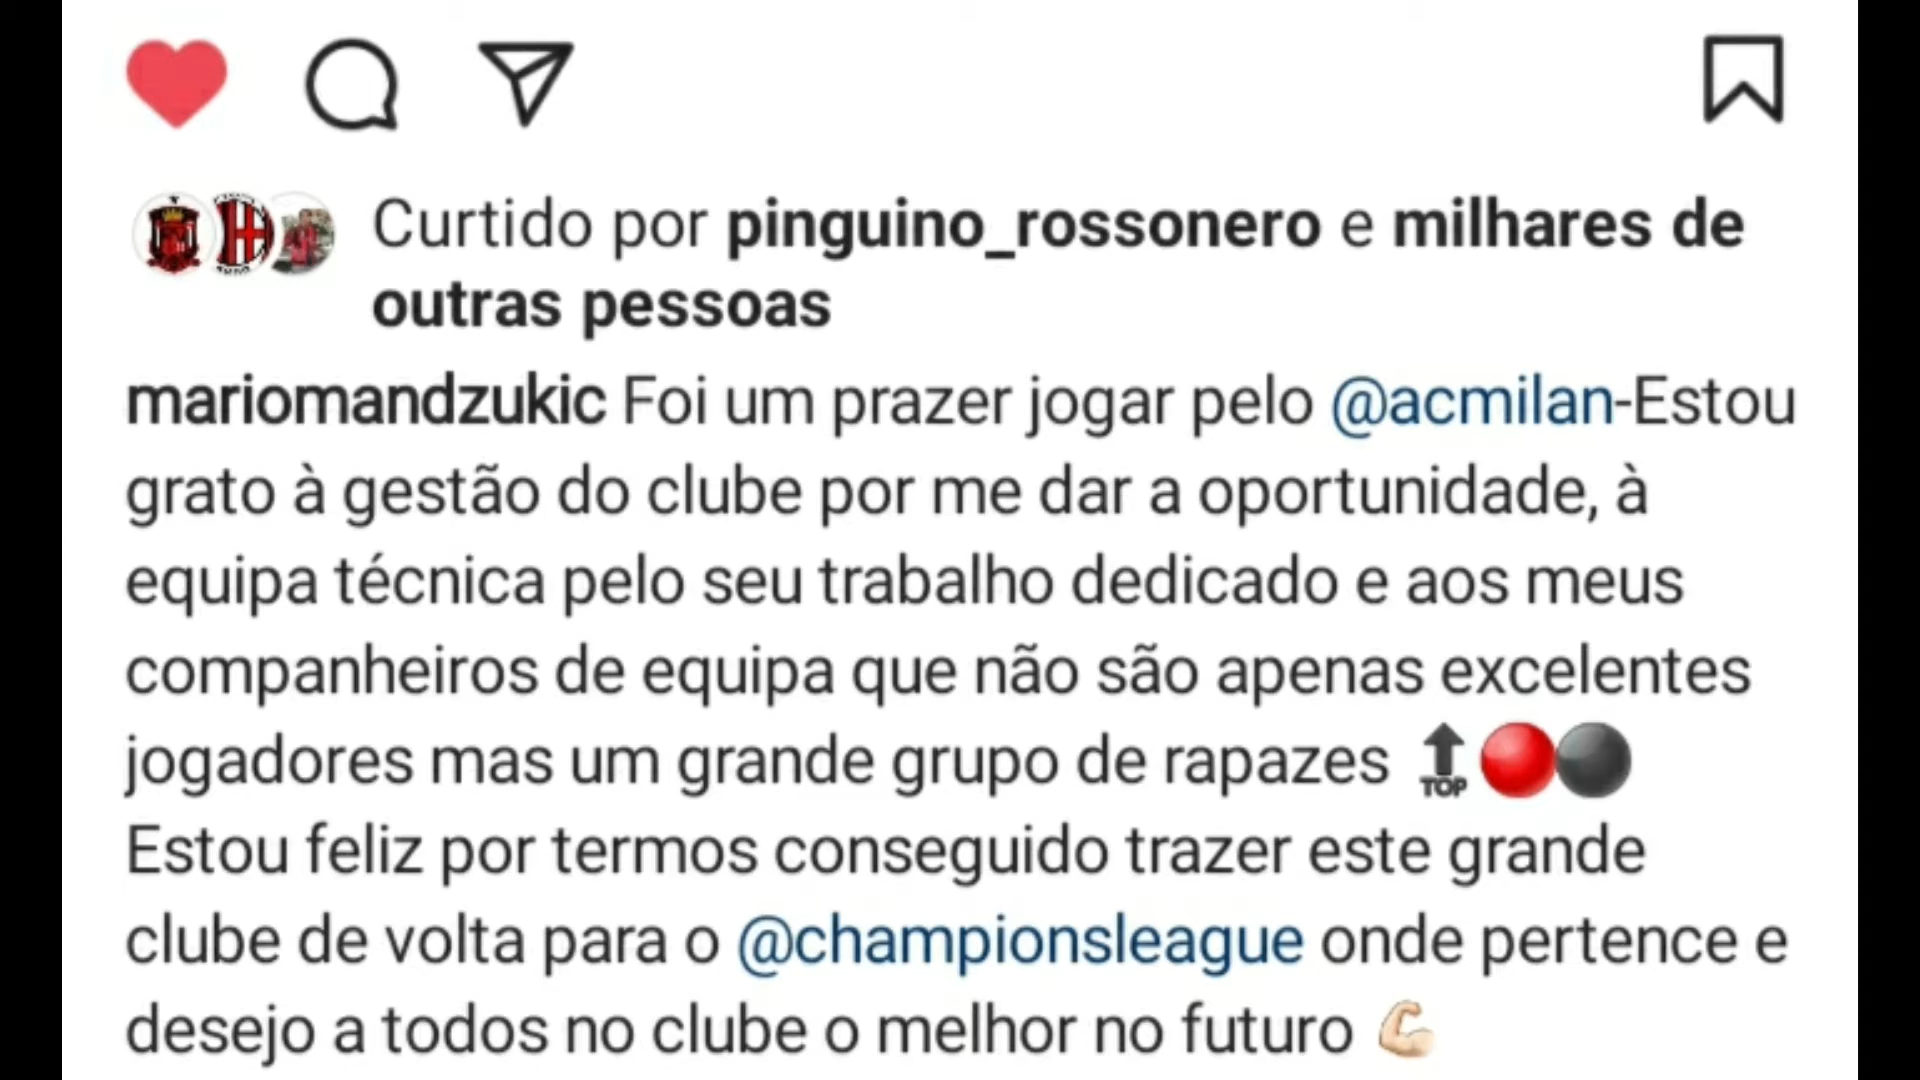 Curtido por pinguino_rossonero e milhares de
outras pessoas
mariomandzukic Foi um prazer jogar pelo @acmilan-Estou
grato à gestão do clube por me dar a oportunidade, à
equipa técnica pelo seu trabalho dedicado e aos meus
companheiros de equipa que não são apenas excelentes
jogadores mas um grande grupo de rapazes 🔝🔴⚫
Estou feliz por termos conseguido trazer este grande
clube de volta para o @championsleague onde pertence e
desejo a todos no clube o melhor no futuro 💪🏻